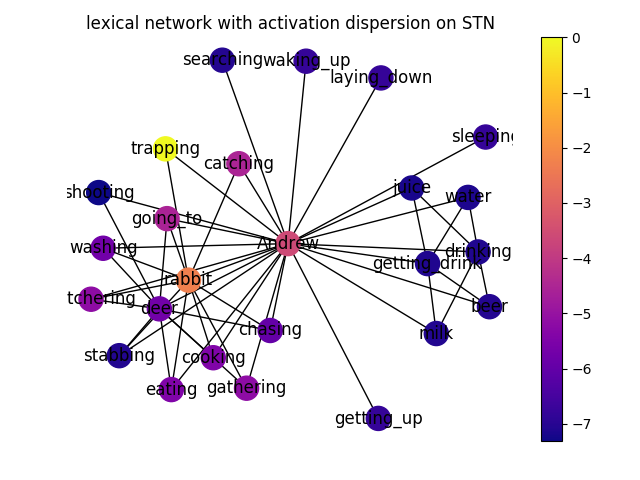 lexical network with activation dispersion on STN
searching
waking_up
laying_down
sleeping
trapping
catching
shooting
juice
water
going_to
washing
Andrew
drinking
getting_drink
rabbit
tchering
deer
beer
chasing
milk
stabbing
cooking
eating
gathering
getting_up
0
−1
−2
−3
−4
−5
−6
−7